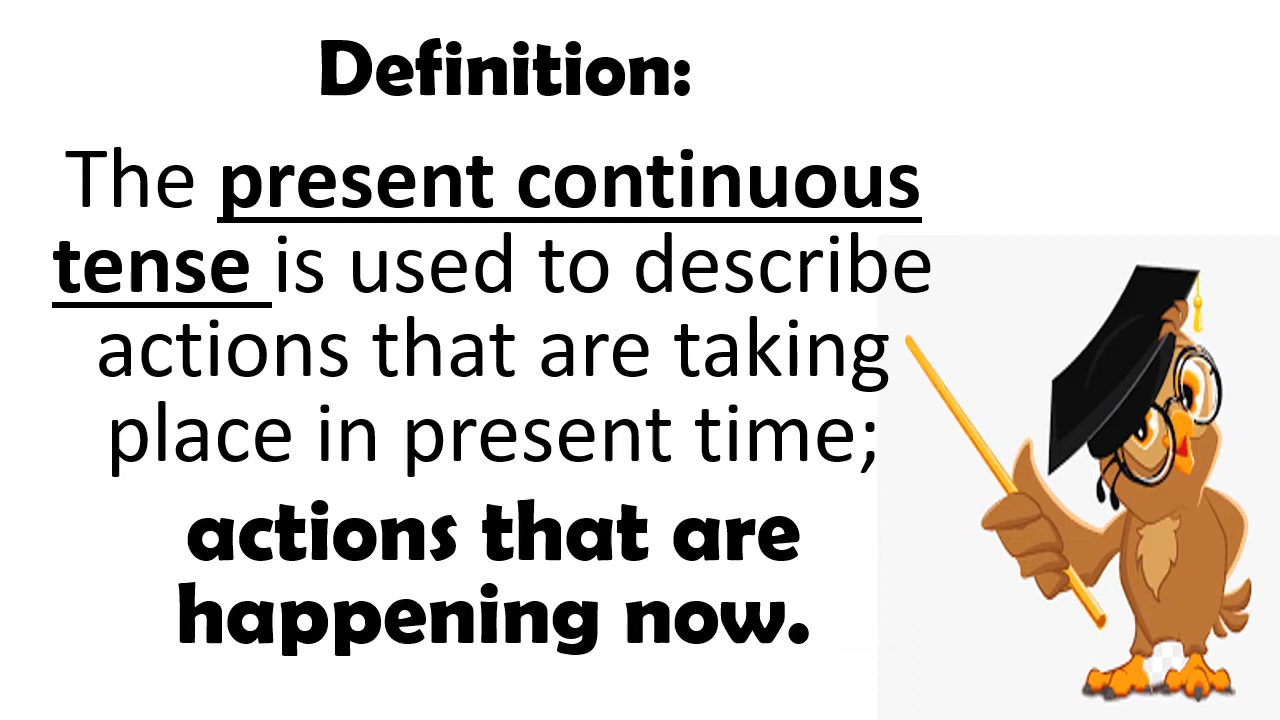 Definition:
The present continuous
tense is used to describe
actions that are taking
place in present time;
actions that are
happening now.